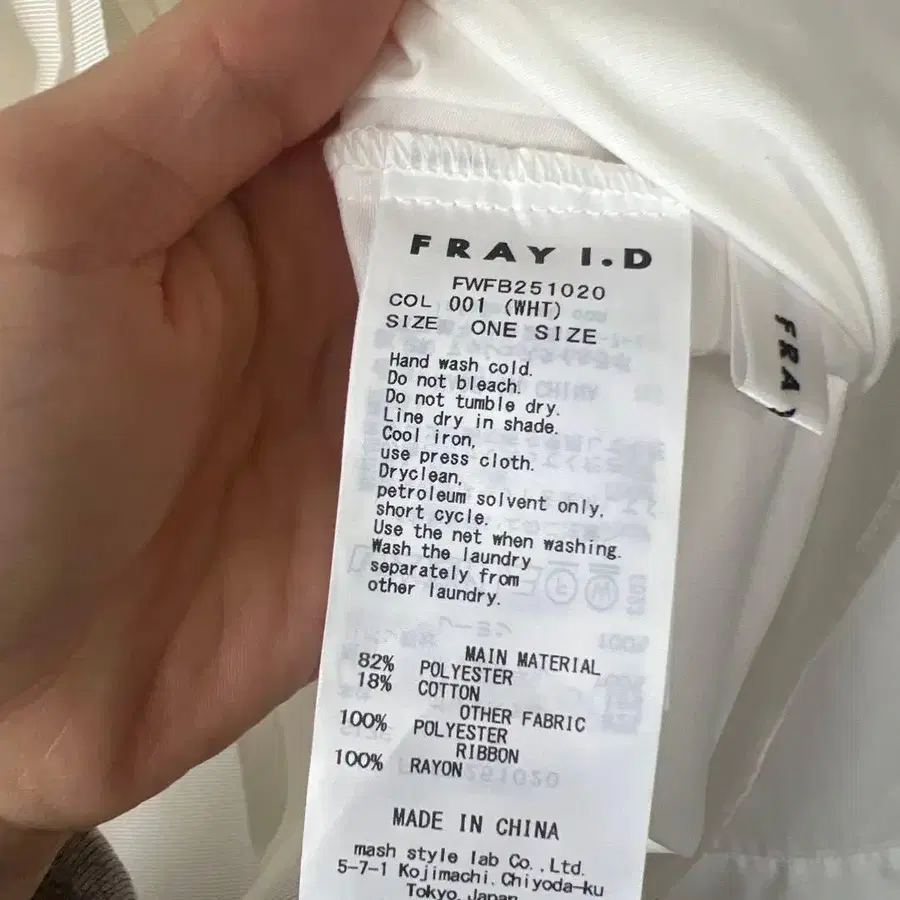 FRAY I.D
FWFB251020
COL 001 (WHT)
SIZE ONE SIZE
Hand wash cold.
Do not bleach.
Do not tumble dry.
Line dry in shade.
Cool iron,
use press cloth.
Dryclean,
petroleum solvent only,
short cycle.
Use the net when washing.
Wash the laundry
separately from
other laundry.
MAIN MATERIAL
82% POLYESTER
18% COTTON
OTHER FABRIC
100% POLYESTER
RIBBON
100% RAYON
MADE IN CHINA
mash style lab Co.,Ltd.
5-7-1 Kojimachi, Chiyoda-ku
Tokyo, Japan
FRAY